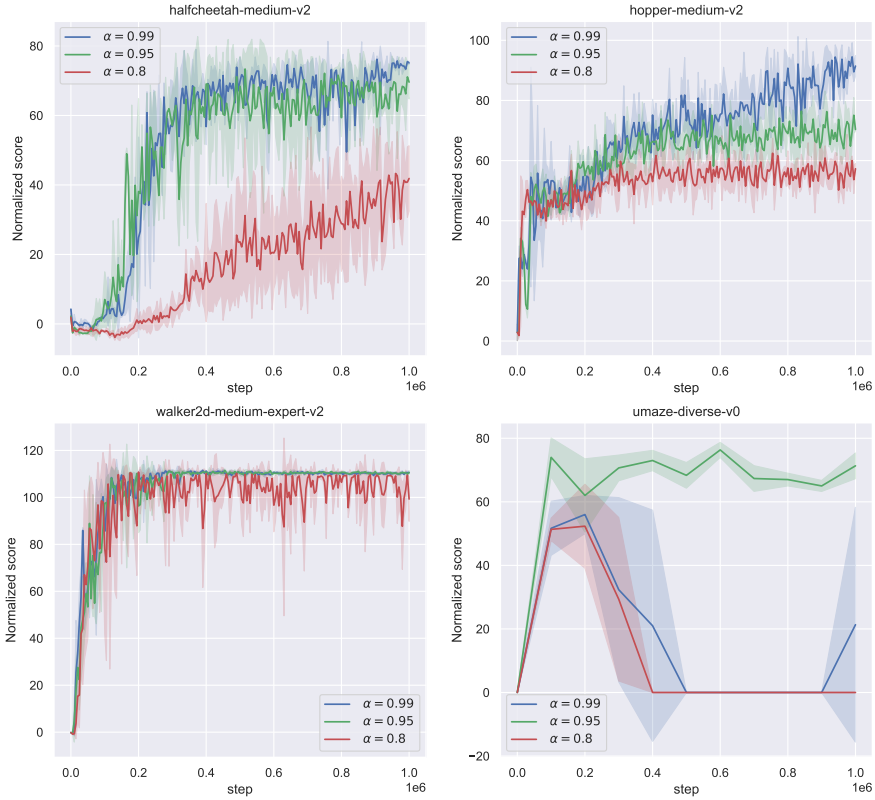 halfcheetah-medium-v2
α = 0.99
α = 0.95
α = 0.8
Normalized score
80
60
40
20
0
0.0 0.2 0.4 0.6 0.8 1.0
step
1e6
hopper-medium-v2
α = 0.99
α = 0.95
α = 0.8
Normalized score
100
80
60
40
20
0
0.0 0.2 0.4 0.6 0.8 1.0
step
1e6
walker2d-medium-expert-v2
Normalized score
120
100
80
60
40
20
0
α = 0.99
α = 0.95
α = 0.8
0.0 0.2 0.4 0.6 0.8 1.0
step
1e6
umaze-diverse-v0
Normalized score
80
60
40
20
0
−20
α = 0.99
α = 0.95
α = 0.8
0.0 0.2 0.4 0.6 0.8 1.0
step
1e6